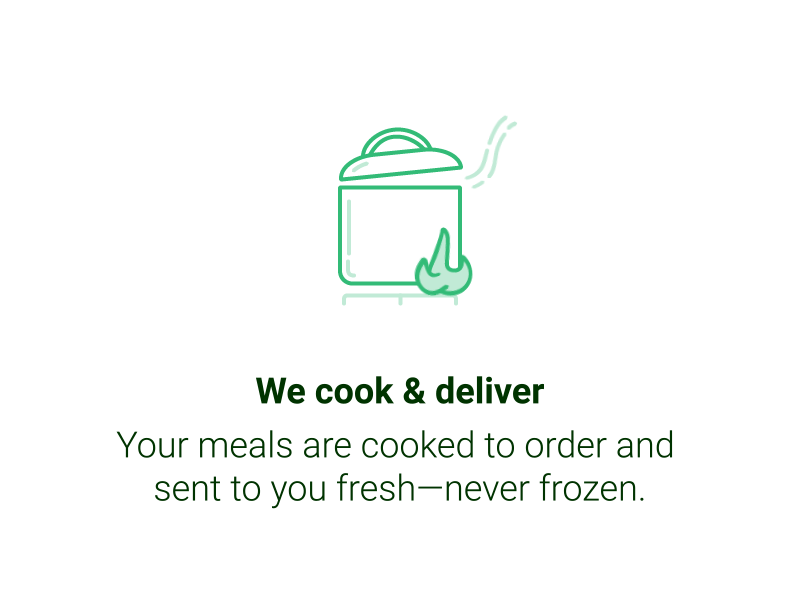 We cook & deliver
Your meals are cooked to order and
sent to you fresh—never frozen.